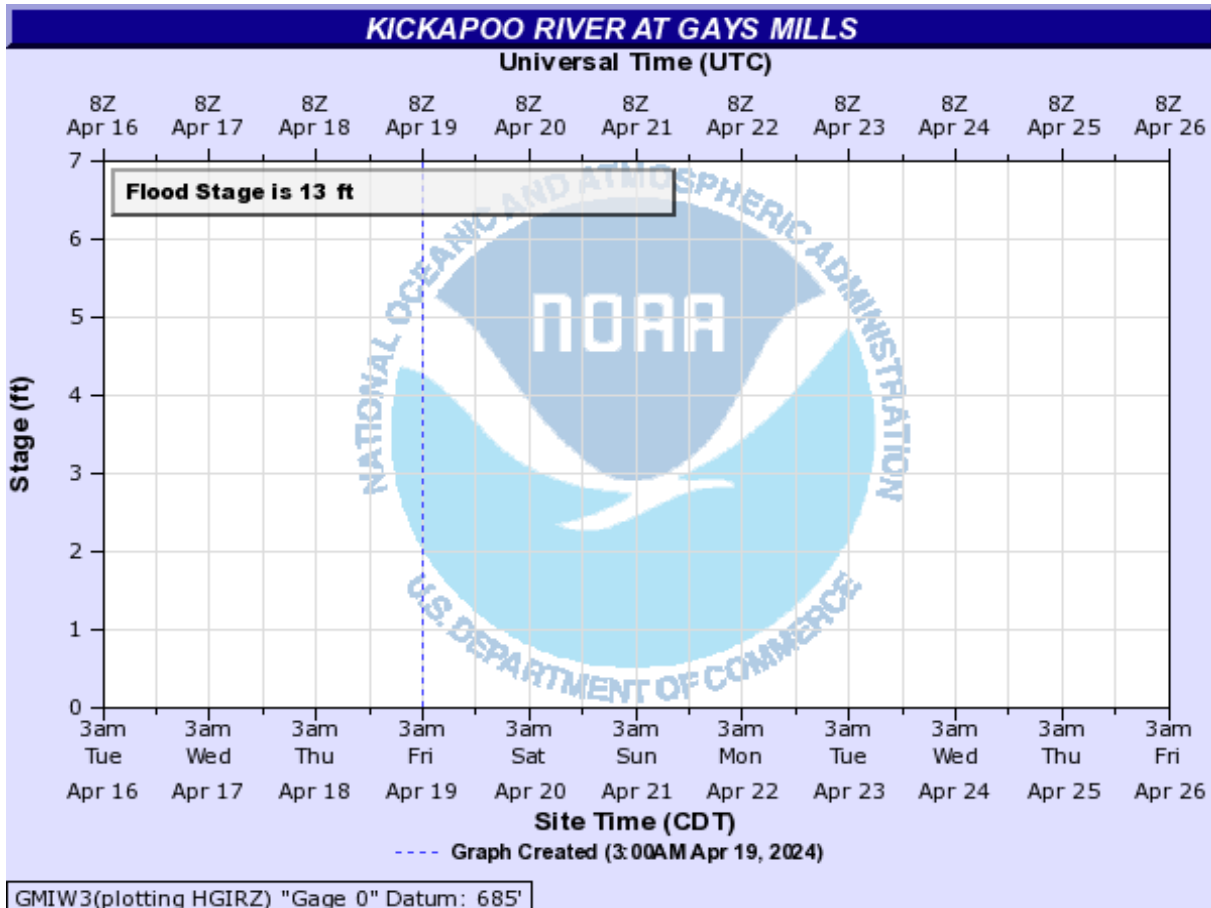 KICKAPOO RIVER AT GAYS MILLS
Universal Time (UTC)
8Z 8Z 8Z 8Z 8Z 8Z 8Z 8Z 8Z 8Z 8Z
Apr 16 Apr 17 Apr 18 Apr 19 Apr 20 Apr 21 Apr 22 Apr 23 Apr 24 Apr 25 Apr 26
7
Flood Stage is 13 ft
6
5
4
3
2
1
0
Stage (ft)
NATIONAL OCEANIC AND ATMOSPHERIC ADMINISTRATION
NOAA
U.S. DEPARTMENT OF COMMERCE
3am 3am 3am 3am 3am 3am 3am 3am 3am 3am 3am
Tue Wed Thu Fri Sat Sun Mon Tue Wed Thu Fri
Apr 16 Apr 17 Apr 18 Apr 19 Apr 20 Apr 21 Apr 22 Apr 23 Apr 24 Apr 25 Apr 26
Site Time (CDT)
---- Graph Created (3:00AM Apr 19, 2024)
GMIW3(plotting HGIRZ) "Gage 0" Datum: 685'